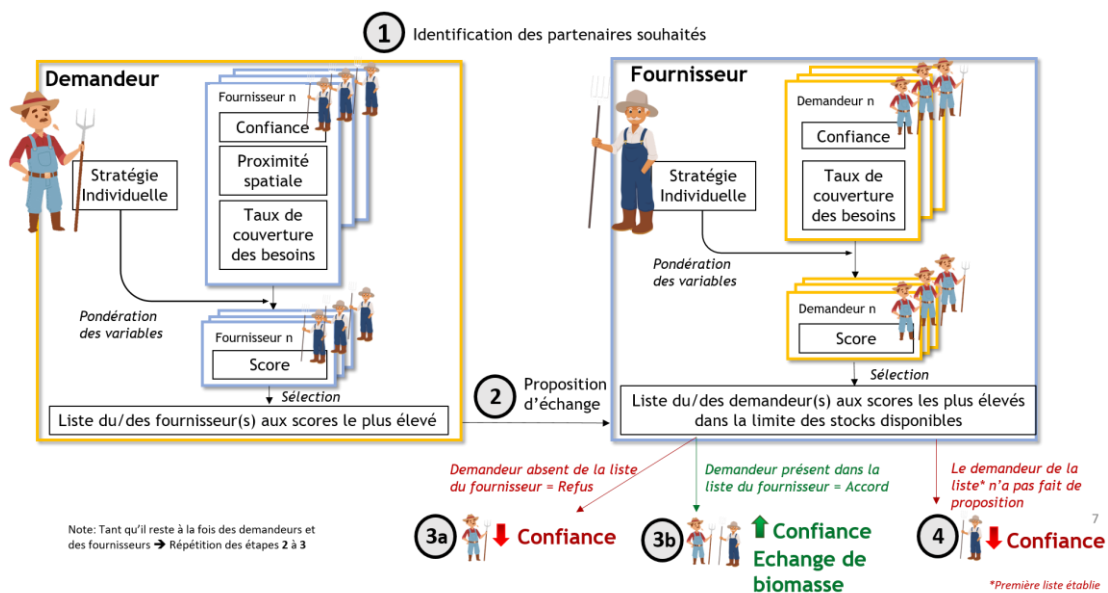 1 Identification des partenaires souhaités
Demandeur
Fournisseur n
Confiance
Proximité
spatiale
Taux de
couverture
des besoins
Stratégie
Individuelle
Pondération
des variables
Fournisseur n
Score
Sélection
Liste du/des fournisseur(s) aux scores le plus élevé
2 Proposition
d'échange
Fournisseur
Demandeur n
Confiance
Taux de
couverture
des besoins
Stratégie
Individuelle
Pondération
des variables
Demandeur n
Score
Sélection
Liste du/des demandeur(s) aux scores les plus élevés
dans la limite des stocks disponibles
Demandeur absent de la liste
du fournisseur = Refus
3a Confiance
Demandeur présent dans la
liste du fournisseur = Accord
3b Confiance
Echange de
biomasse
Le demandeur de la
liste* n'a pas fait de
proposition
4 Confiance
7
*Première liste établie
Note: Tant qu'il reste à la fois des demandeurs et
des fournisseurs → Répétition des étapes 2 à 3